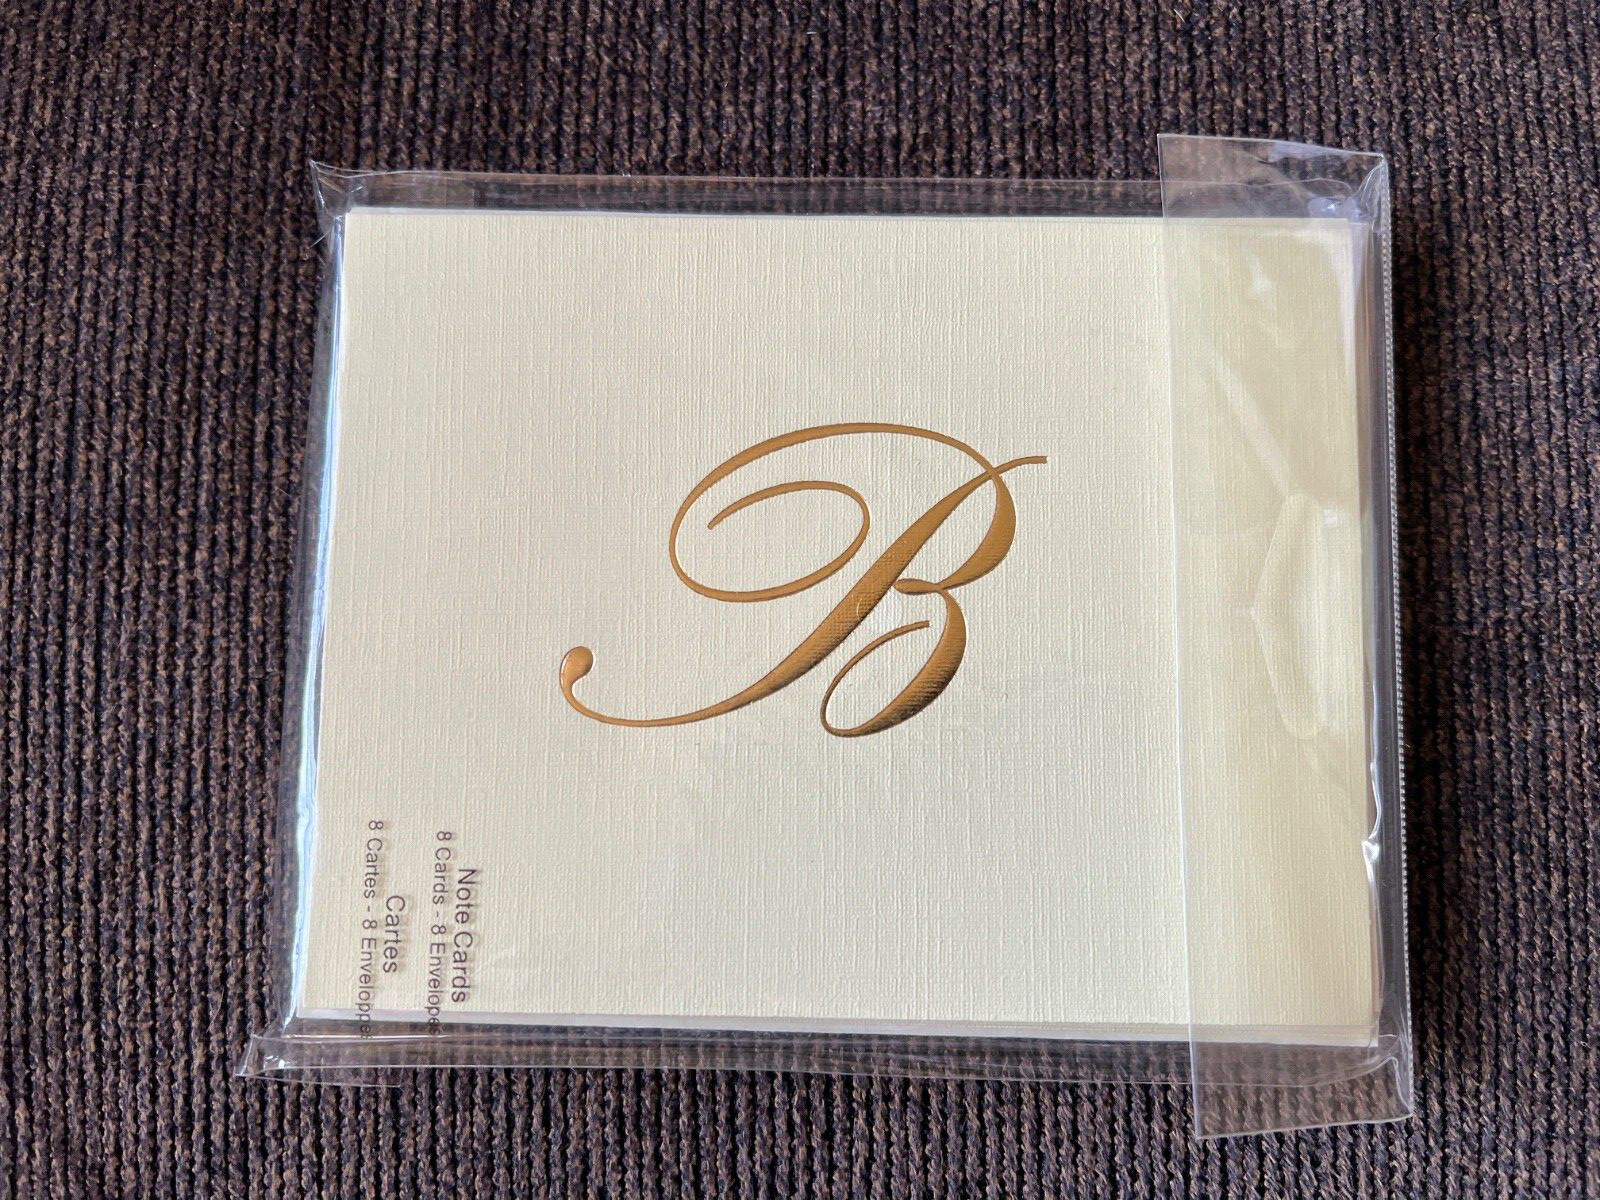 B
Note Cards
8 Cards - 8 Envelopes
Cartes
8 Cartes - 8 Enveloppes